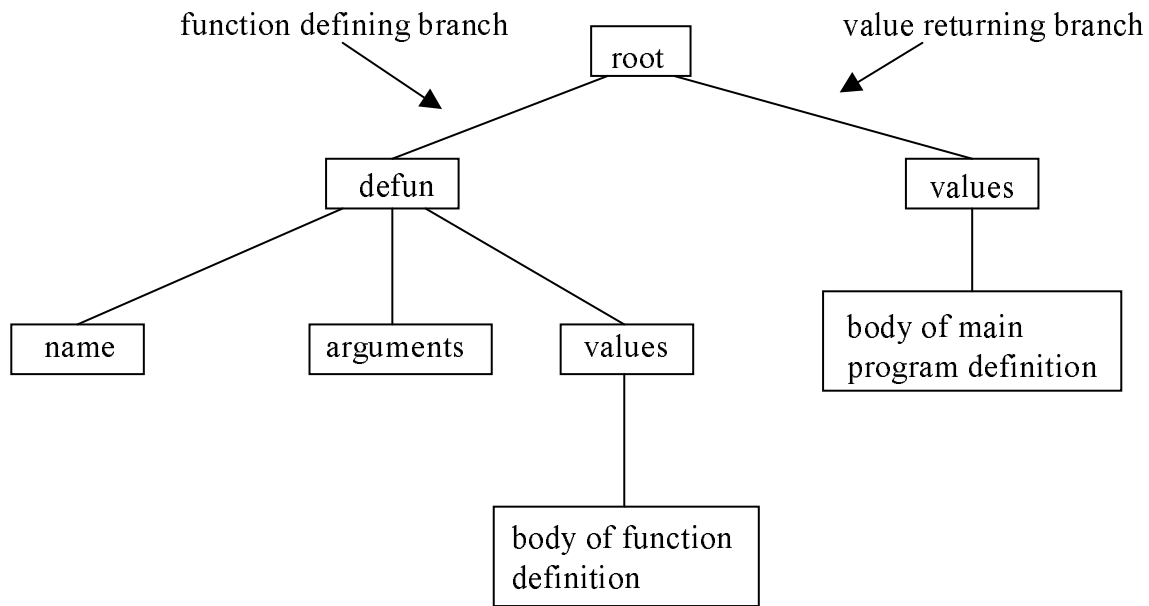 function defining branch
value returning branch
root
defun
values
name
arguments
values
body of main
program definition
body of function
definition